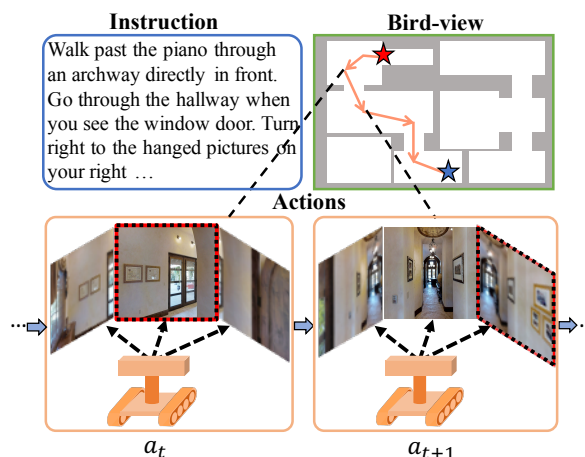 Instruction
Walk past the piano through
an archway directly in front.
Go through the hallway when
you see the window door. Turn
right to the hanged pictures on
your right ...
Bird-view
Actions
...
...
a_t
a_{t+1}